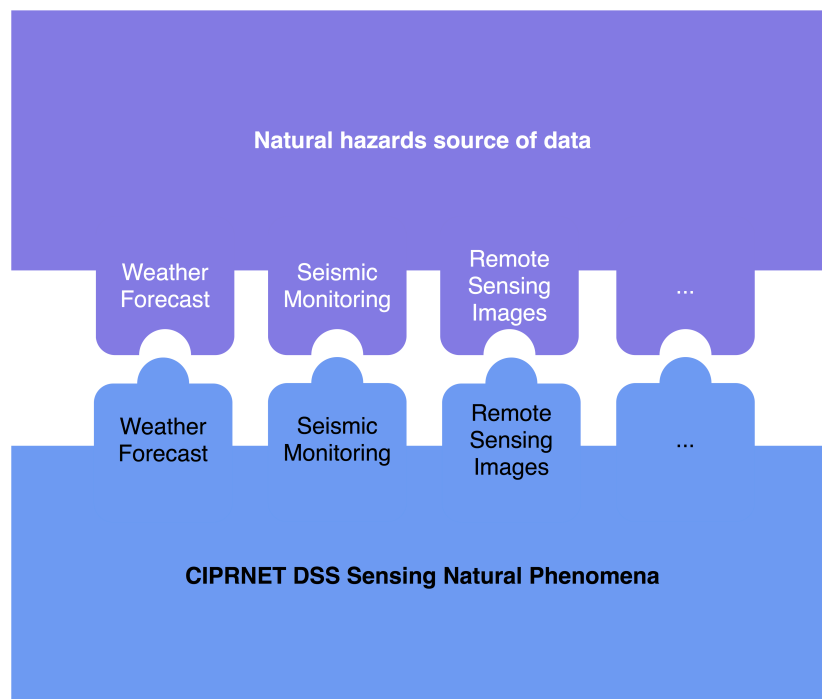 Natural hazards source of data
Weather
Forecast
Seismic
Monitoring
Remote
Sensing
Images
...
Weather
Forecast
Seismic
Monitoring
Remote
Sensing
Images
...
CIPRNET DSS Sensing Natural Phenomena